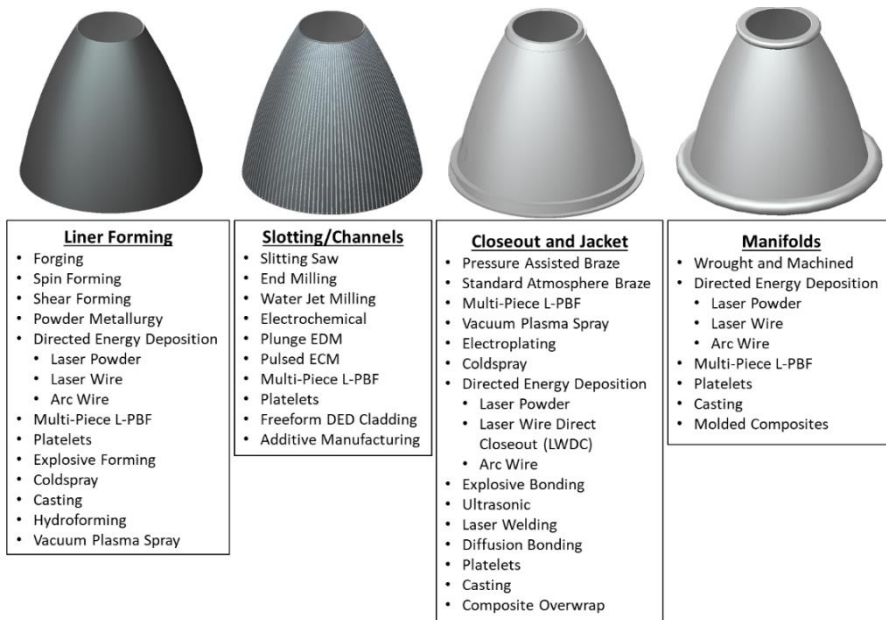 Liner Forming
• Forging
• Spin Forming
• Shear Forming
• Powder Metallurgy
• Directed Energy Deposition
• Laser Powder
• Laser Wire
• Arc Wire
• Multi-Piece L-PBF
• Platelets
• Explosive Forming
• Coldspray
• Casting
• Hydroforming
• Vacuum Plasma Spray
Slotting/Channels
• Slitting Saw
• End Milling
• Water Jet Milling
• Electrochemical
• Plunge EDM
• Pulsed ECM
• Multi-Piece L-PBF
• Platelets
• Freeform DED Cladding
• Additive Manufacturing
Closeout and Jacket
• Pressure Assisted Braze
• Standard Atmosphere Braze
• Multi-Piece L-PBF
• Vacuum Plasma Spray
• Electroplating
• Coldspray
• Directed Energy Deposition
• Laser Powder
• Laser Wire Direct
Closeout (LWDC)
• Arc Wire
• Explosive Bonding
• Ultrasonic
• Laser Welding
• Diffusion Bonding
• Platelets
• Casting
• Composite Overwrap
Manifolds
• Wrought and Machined
• Directed Energy Deposition
• Laser Powder
• Laser Wire
• Arc Wire
• Multi-Piece L-PBF
• Platelets
• Casting
• Molded Composites